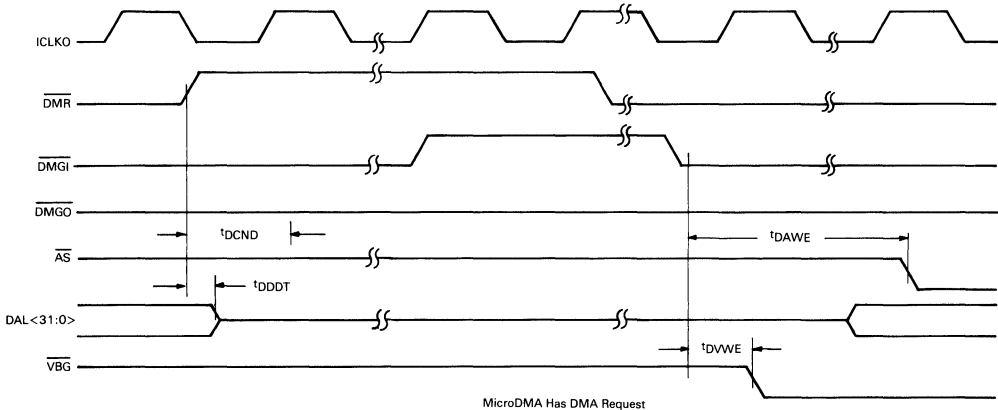 ICLKO
DMR
DMGI
DMGO
tDCND
tDAWE
AS
tDDDT
DAL<31:0>
tDVWE
VBG
MicroDMA Has DMA Request